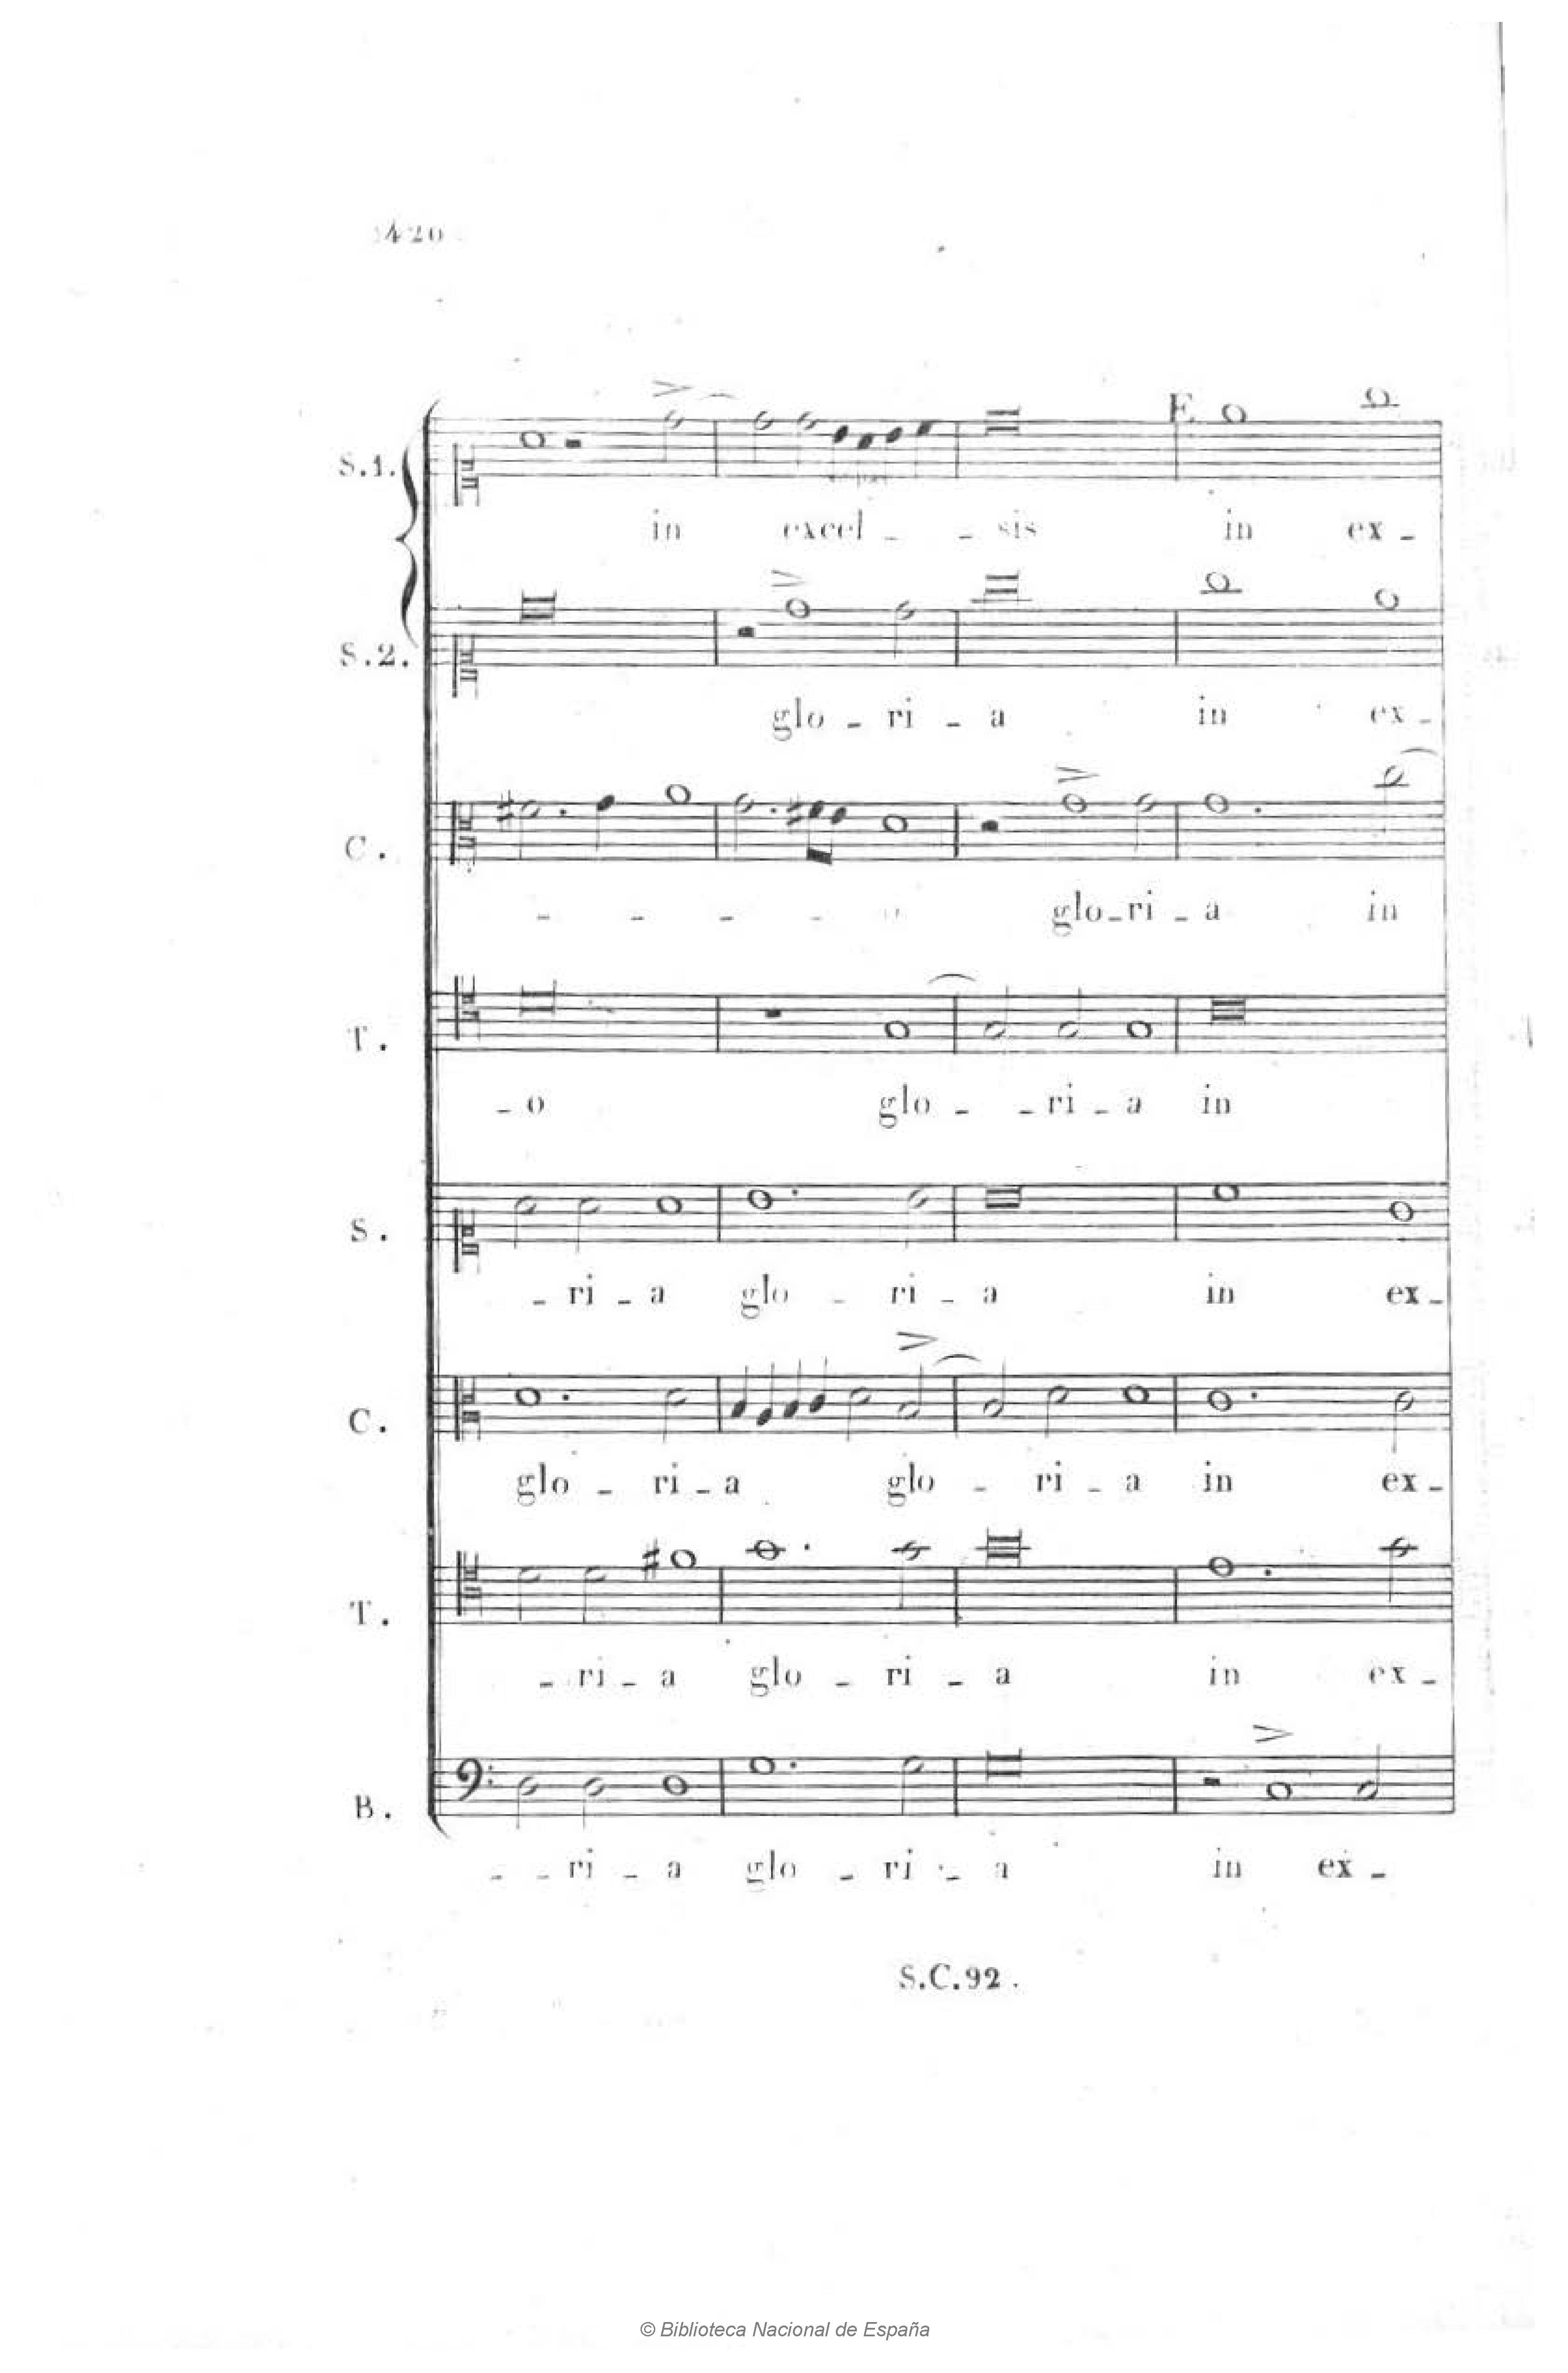 420
E
S.1.
in excel - - sis in ex -
S.2.
glo - ri - a in ex -
C.
- - - - o glo - ri - a in
T.
- o glo - - ri - a in
S.
- ri - a glo - ri - a in ex -
C.
glo - ri - a glo - ri - a in ex -
T.
- ri - a glo - ri - a in ex -
B.
- - ri - a glo - ri - a in ex -
S.C.92.
© Biblioteca Nacional de España